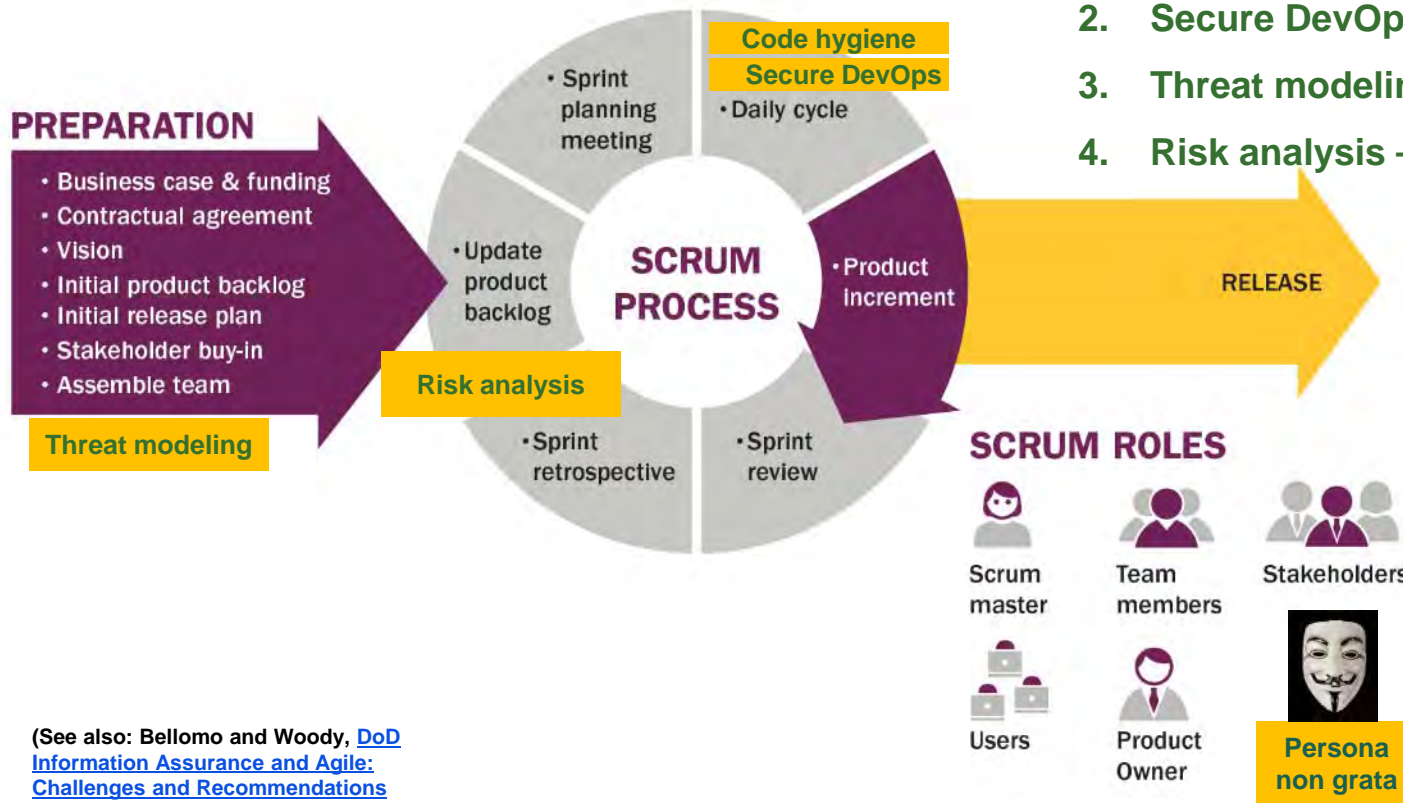 2. Secure DevOp
3. Threat modelin
4. Risk analysis -
PREPARATION
• Business case & funding
• Contractual agreement
• Vision
• Initial product backlog
• Initial release plan
• Stakeholder buy-in
• Assemble team
Threat modeling
• Sprint
planning
meeting
Code hygiene
Secure DevOps
• Daily cycle
• Update
product
backlog
SCRUM
PROCESS
• Product
increment
RELEASE
Risk analysis
• Sprint
retrospective
• Sprint
review
SCRUM ROLES
Scrum
master
Team
members
Stakeholders
Users
Product
Owner
Persona
non grata
(See also: Bellomo and Woody, DoD
Information Assurance and Agile:
Challenges and Recommendations